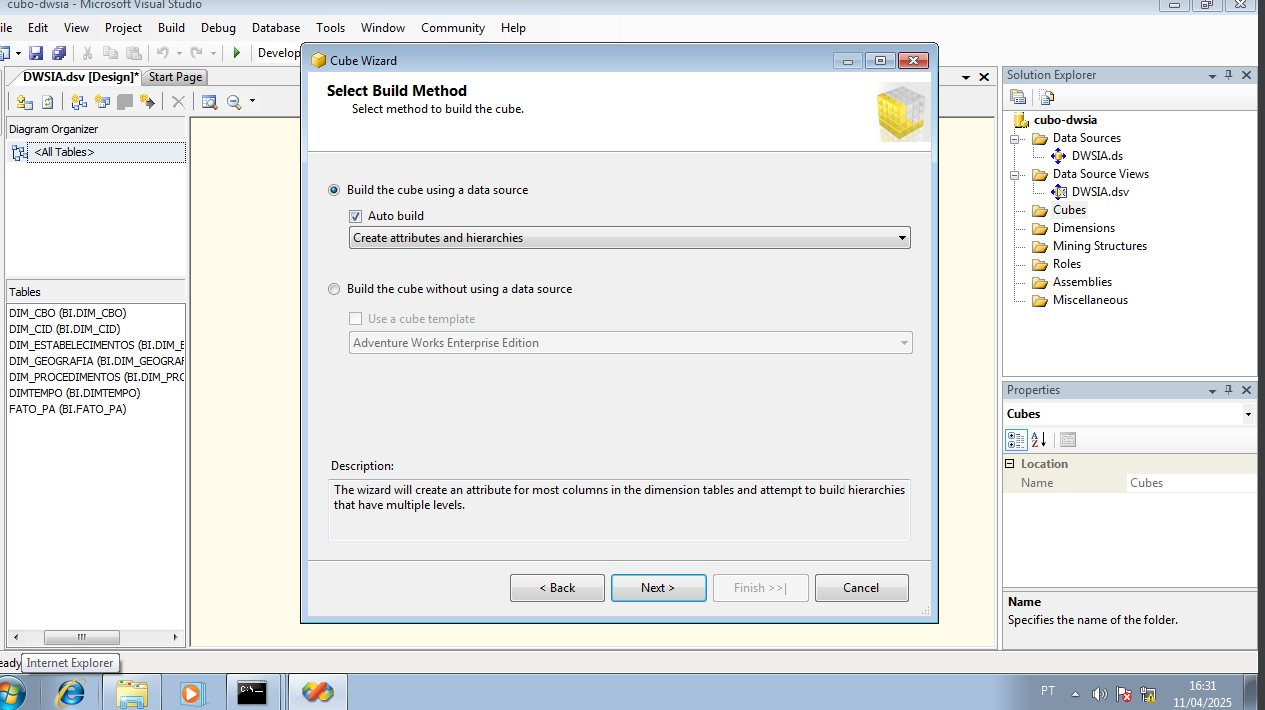 cubo-dwsia - Microsoft Visual Studio
ile Edit View Project Build Debug Database Tools Window Community Help
Develop
DWSIA.dsv [Design]* Start Page
Diagram Organizer
<All Tables>
Tables
DIM_CBO (BI.DIM_CBO)
DIM_CID (BI.DIM_CID)
DIM_ESTABELECIMENTOS (BI.DIM_E
DIM_GEOGRAFIA (BI.DIM_GEOGRAF
DIM_PROCEDIMENTOS (BI.DIM_PRC
DIMTEMPO (BI.DIMTEMPO)
FATO_PA (BI.FATO_PA)
Cube Wizard
Select Build Method
Select method to build the cube.
Build the cube using a data source
Auto build
Create attributes and hierarchies
Build the cube without using a data source
Use a cube template
Adventure Works Enterprise Edition
Description:
The wizard will create an attribute for most columns in the dimension tables and attempt to build hierarchies
that have multiple levels.
< Back Next > Finish >>| Cancel
Solution Explorer
cubo-dwsia
Data Sources
DWSIA.ds
Data Source Views
DWSIA.dsv
Cubes
Dimensions
Mining Structures
Roles
Assemblies
Miscellaneous
Properties
Cubes
Location
Name Cubes
Name
Specifies the name of the folder.
eady
Internet Explorer
C:\
PT
16:31
11/04/2025